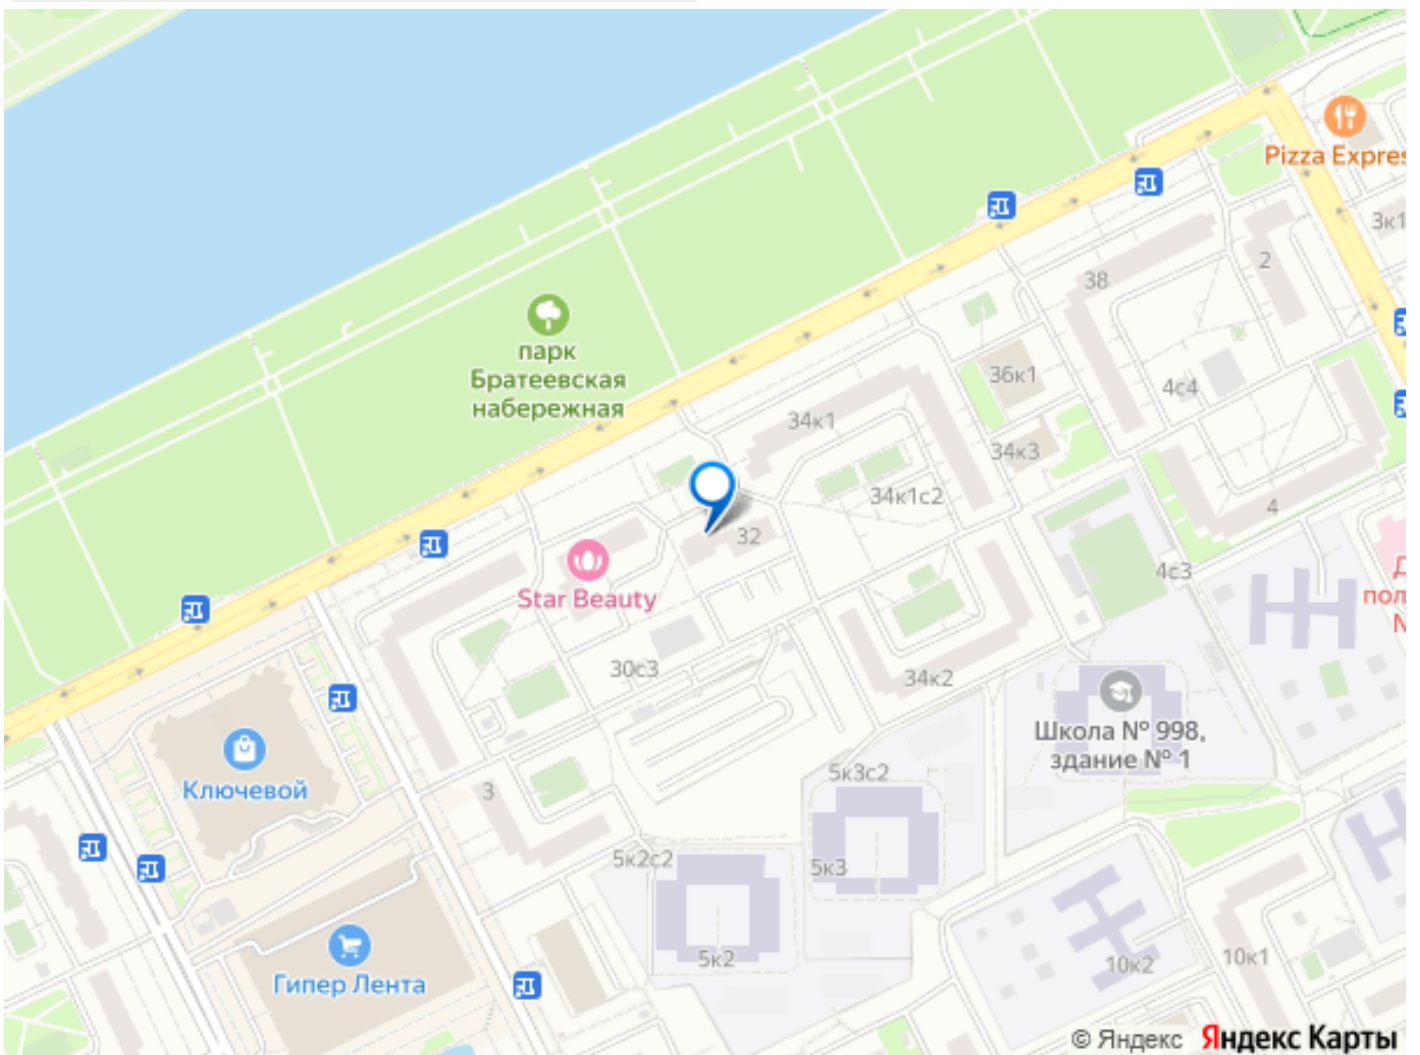 Pizza Expres
3к1
2
38
парк
Братеевская
набережная
36к1
4с4
34к1
34к3
34к1с2
4
32
Star Beauty
4с3
Д
пол
N
30с3
34к2
Школа № 998,
здание № 1
Ключевой
3
5к3с2
5к2с2
5к3
5к2
10к2
10к1
Гипер Лента
© Яндекс Яндекс Карты